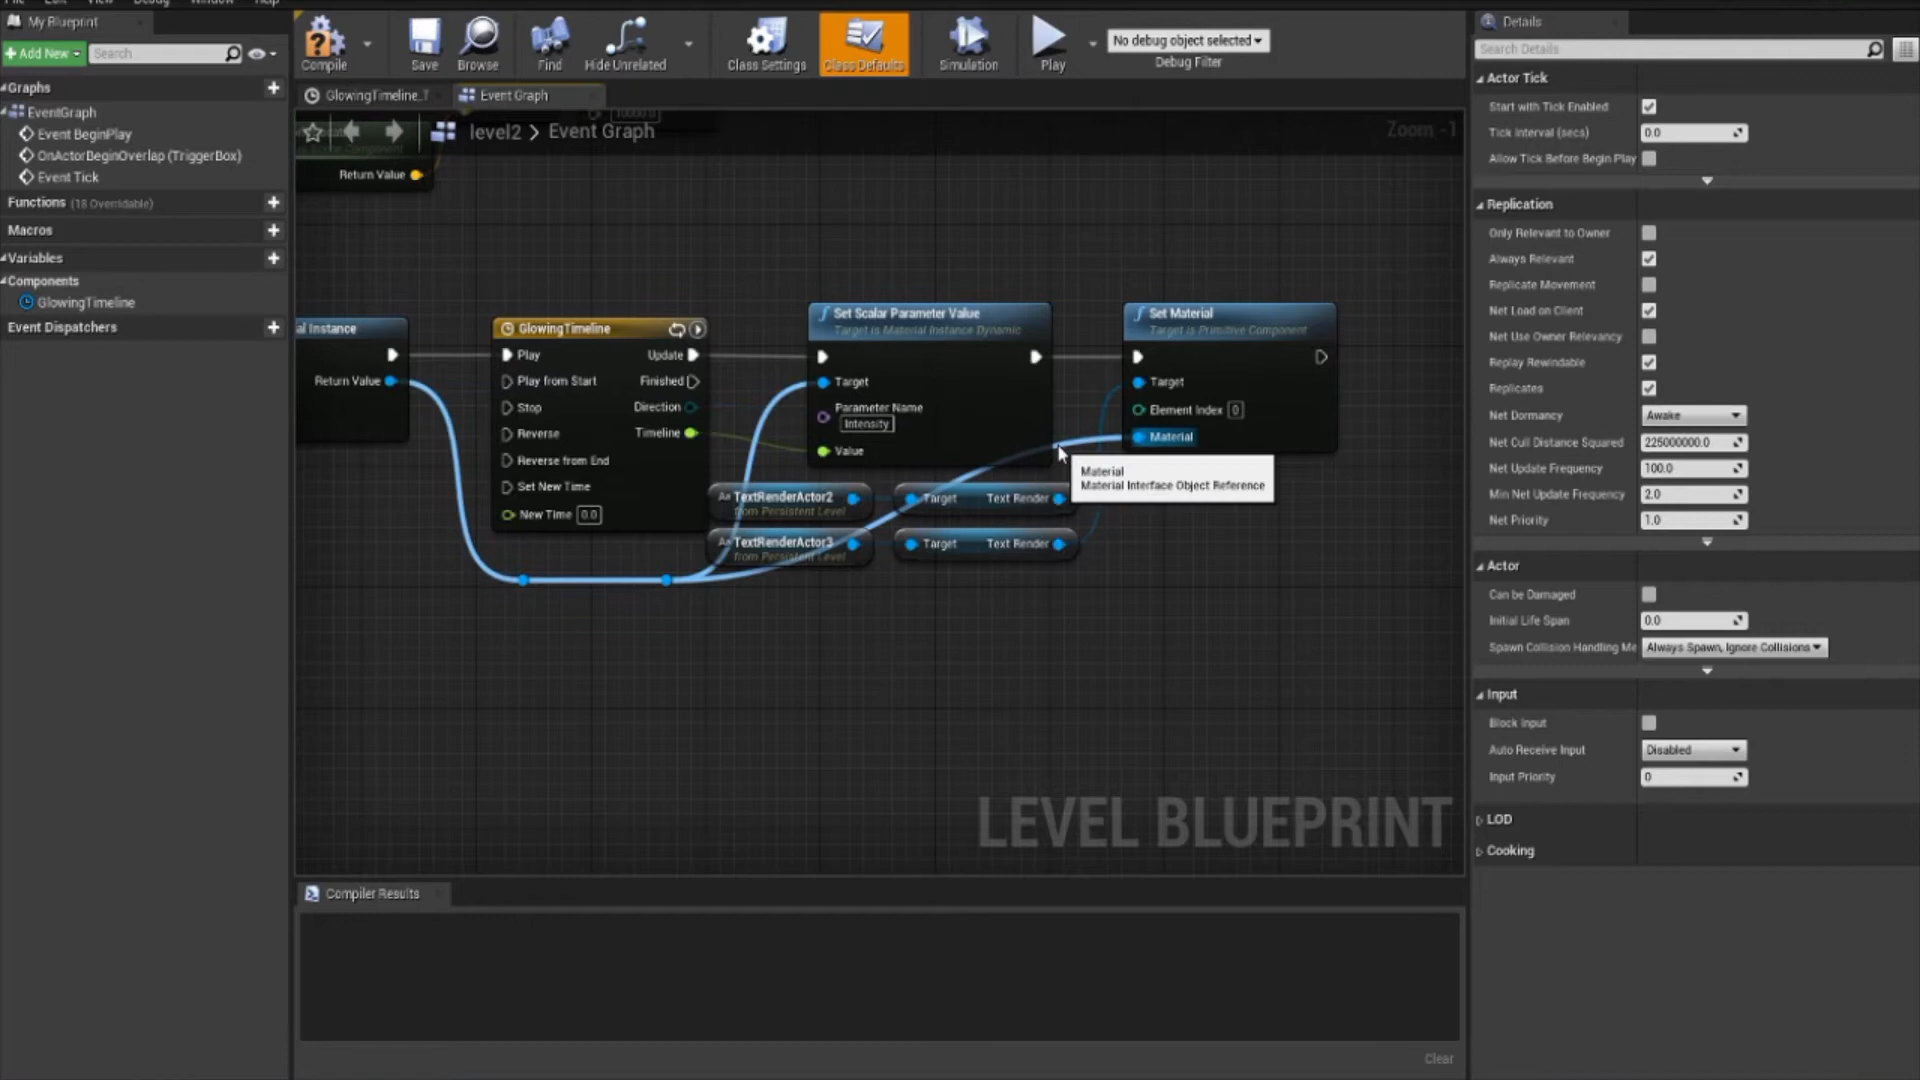 File Edit View Debug Window Help
My Blueprint
Add New
Search
Graphs
EventGraph
Event BeginPlay
OnActorBeginOverlap (TriggerBox)
Event Tick
Functions (18 Overridable)
Macros
Variables
Components
GlowingTimeline
Event Dispatchers
Compile
Save
Browse
Find
Hide Unrelated
Class Settings
Class Defaults
Simulation
Play
No debug object selected
Debug Filter
GlowingTimeline_T
Event Graph
level2 > Event Graph
Zoom -1
10000.0
Return Value
al Instance
Return Value
GlowingTimeline
Play
Play from Start
Stop
Reverse
Reverse from End
Set New Time
New Time 0.0
Update
Finished
Direction
Timeline
Set Scalar Parameter Value
Target is Material Instance Dynamic
Target
Parameter Name
Intensity
Value
Set Material
Target is Primitive Component
Target
Element Index 0
Material
Material
Material Interface Object Reference
TextRenderActor2
from Persistent Level
Target Text Render
TextRenderActor3
from Persistent Level
Target Text Render
LEVEL BLUEPRINT
Compiler Results
Clear
Details
Search Details
Actor Tick
Start with Tick Enabled
Tick Interval (secs) 0.0
Allow Tick Before Begin Play
Replication
Only Relevant to Owner
Always Relevant
Replicate Movement
Net Load on Client
Net Use Owner Relevancy
Replay Rewindable
Replicates
Net Dormancy Awake
Net Cull Distance Squared 225000000.0
Net Update Frequency 100.0
Min Net Update Frequency 2.0
Net Priority 1.0
Actor
Can be Damaged
Initial Life Span 0.0
Spawn Collision Handling Me Always Spawn, Ignore Collisions
Input
Block Input
Auto Receive Input Disabled
Input Priority 0
LOD
Cooking